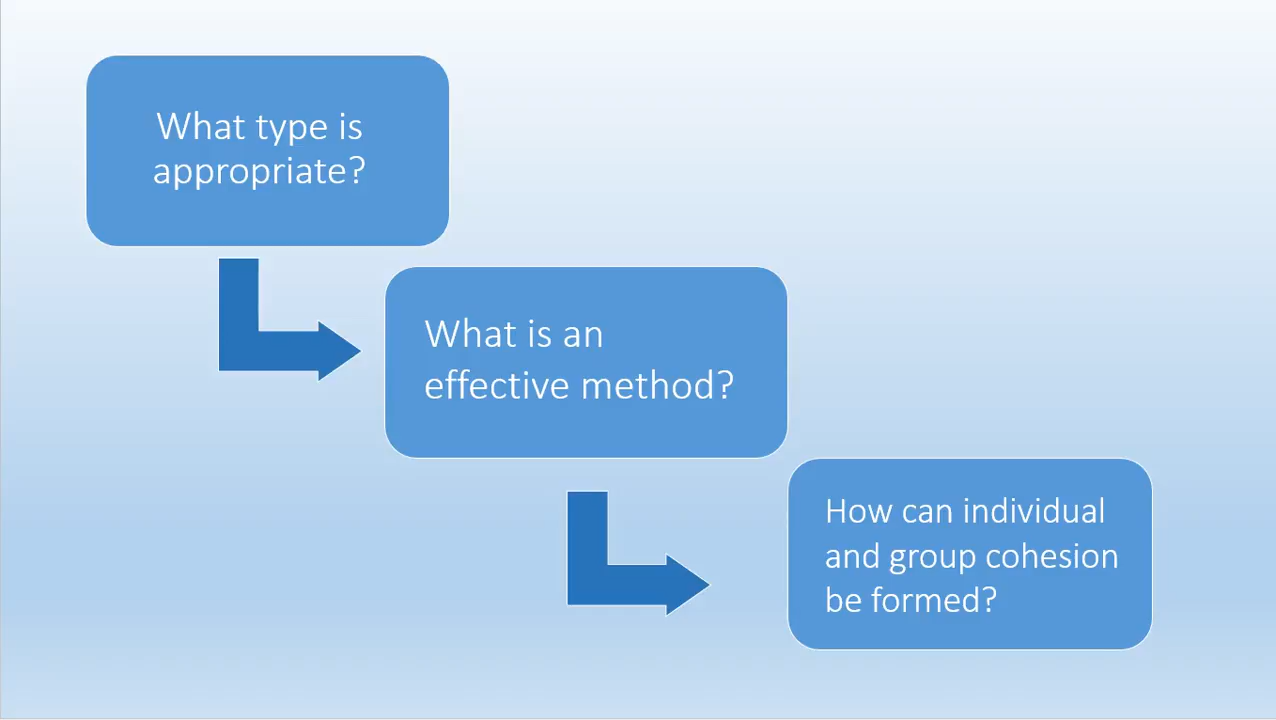 What type is
appropriate?
What is an
effective method?
How can individual
and group cohesion
be formed?